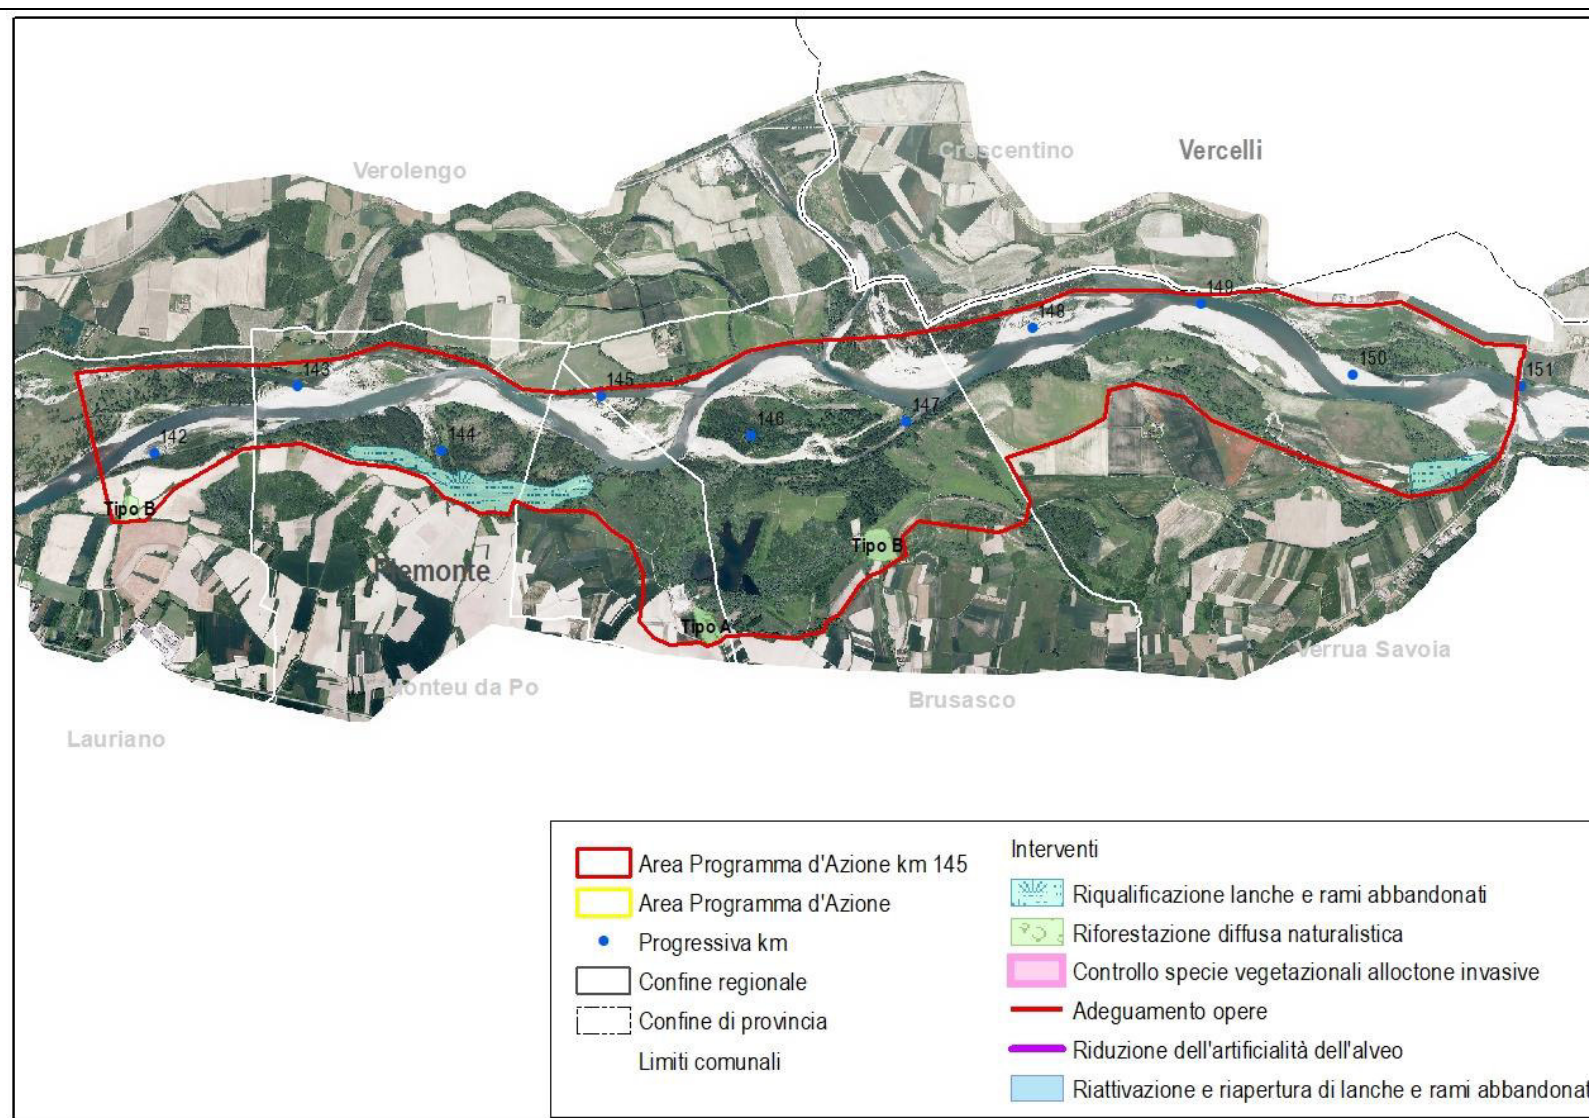 Verolengo
Crescentino
Vercelli
149
148
143
150
145
151
147
146
144
142
Tipo B
Tipo B
Piemonte
Tipo A
Verrua Savoia
Monteu da Po
Brusasco
Lauriano
Area Programma d'Azione km 145
Area Programma d'Azione
Progressiva km
Confine regionale
Confine di provincia
Limiti comunali
Interventi
Riqualificazione lanche e rami abbandonati
Riforestazione diffusa naturalistica
Controllo specie vegetazionali alloctone invasive
Adeguamento opere
Riduzione dell'artificialità dell'alveo
Riattivazione e riapertura di lanche e rami abbandonat